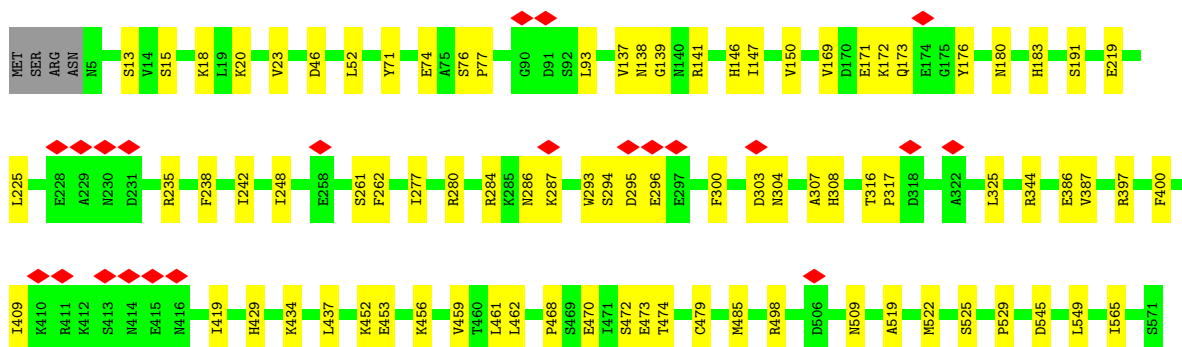 MET SER ARG ASN N5 S13 V14 S15 K18 L19 K20 V23 D46 L52 Y71 E74 A75 S76 P77 G90 D91 S92 L93 V137 N138 G139 N140 R141 H146 I147 V150 V169 D170 E171 K172 Q173 E174 G175 Y176 N180 H183 S191 E219
L225 E228 A229 N230 D231 R235 F238 I242 I248 E258 S261 F262 I277 R280 R284 K285 N286 K287 W293 S294 D295 E296 E297 F300 D303 N304 A307 H308 T316 P317 D318 A322 L325 R344 E386 V387 R397 F400
I409 K410 R411 K412 S413 N414 E415 N416 I419 H429 K434 L437 K452 E453 K456 V459 T460 L461 L462 P468 S469 E470 I471 S472 E473 T474 C479 M485 R498 D506 N509 A519 M522 S525 P529 D545 L549 I565 S571